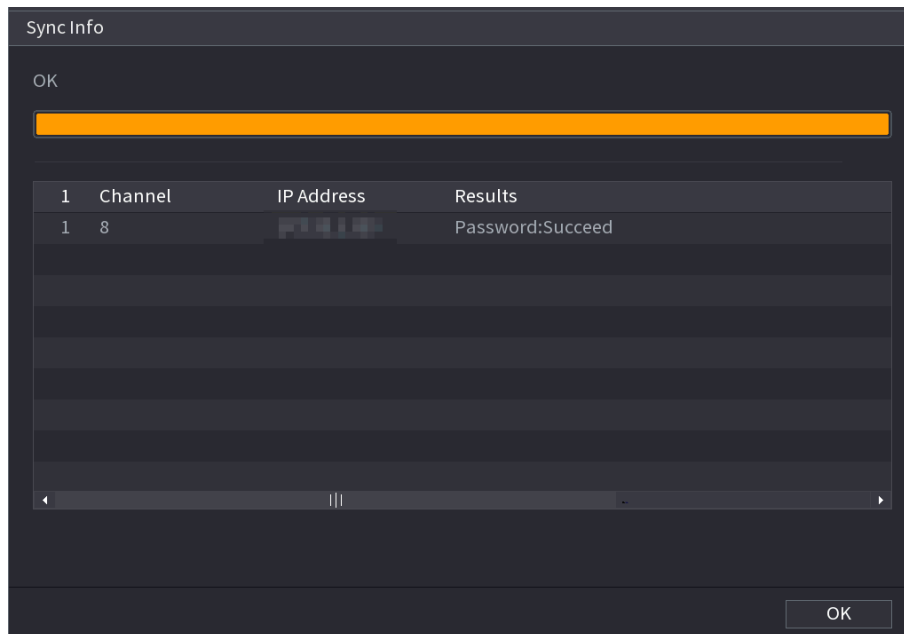 Sync Info
OK
1 Channel IP Address Results
1 8 Password:Succeed
OK